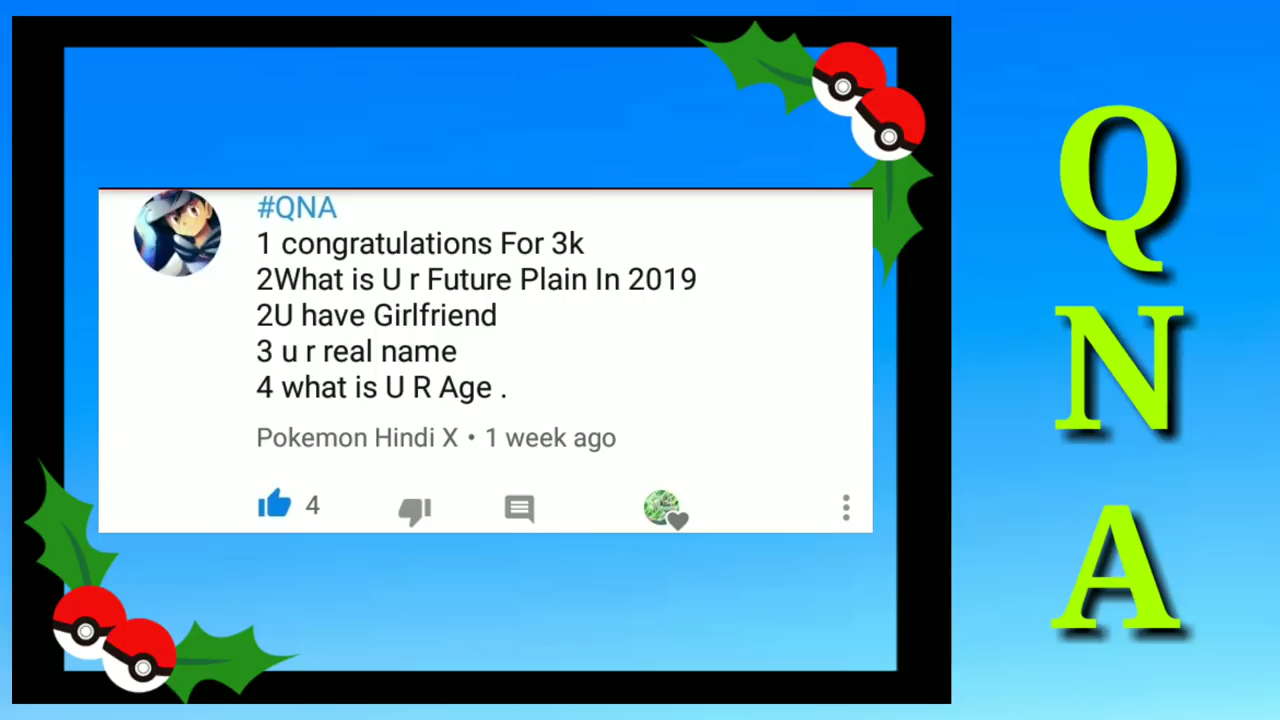 #QNA
1 congratulations For 3k
2What is U r Future Plain In 2019
2U have Girlfriend
3 u r real name
4 what is U R Age .
Pokemon Hindi X • 1 week ago
4
Q
N
A